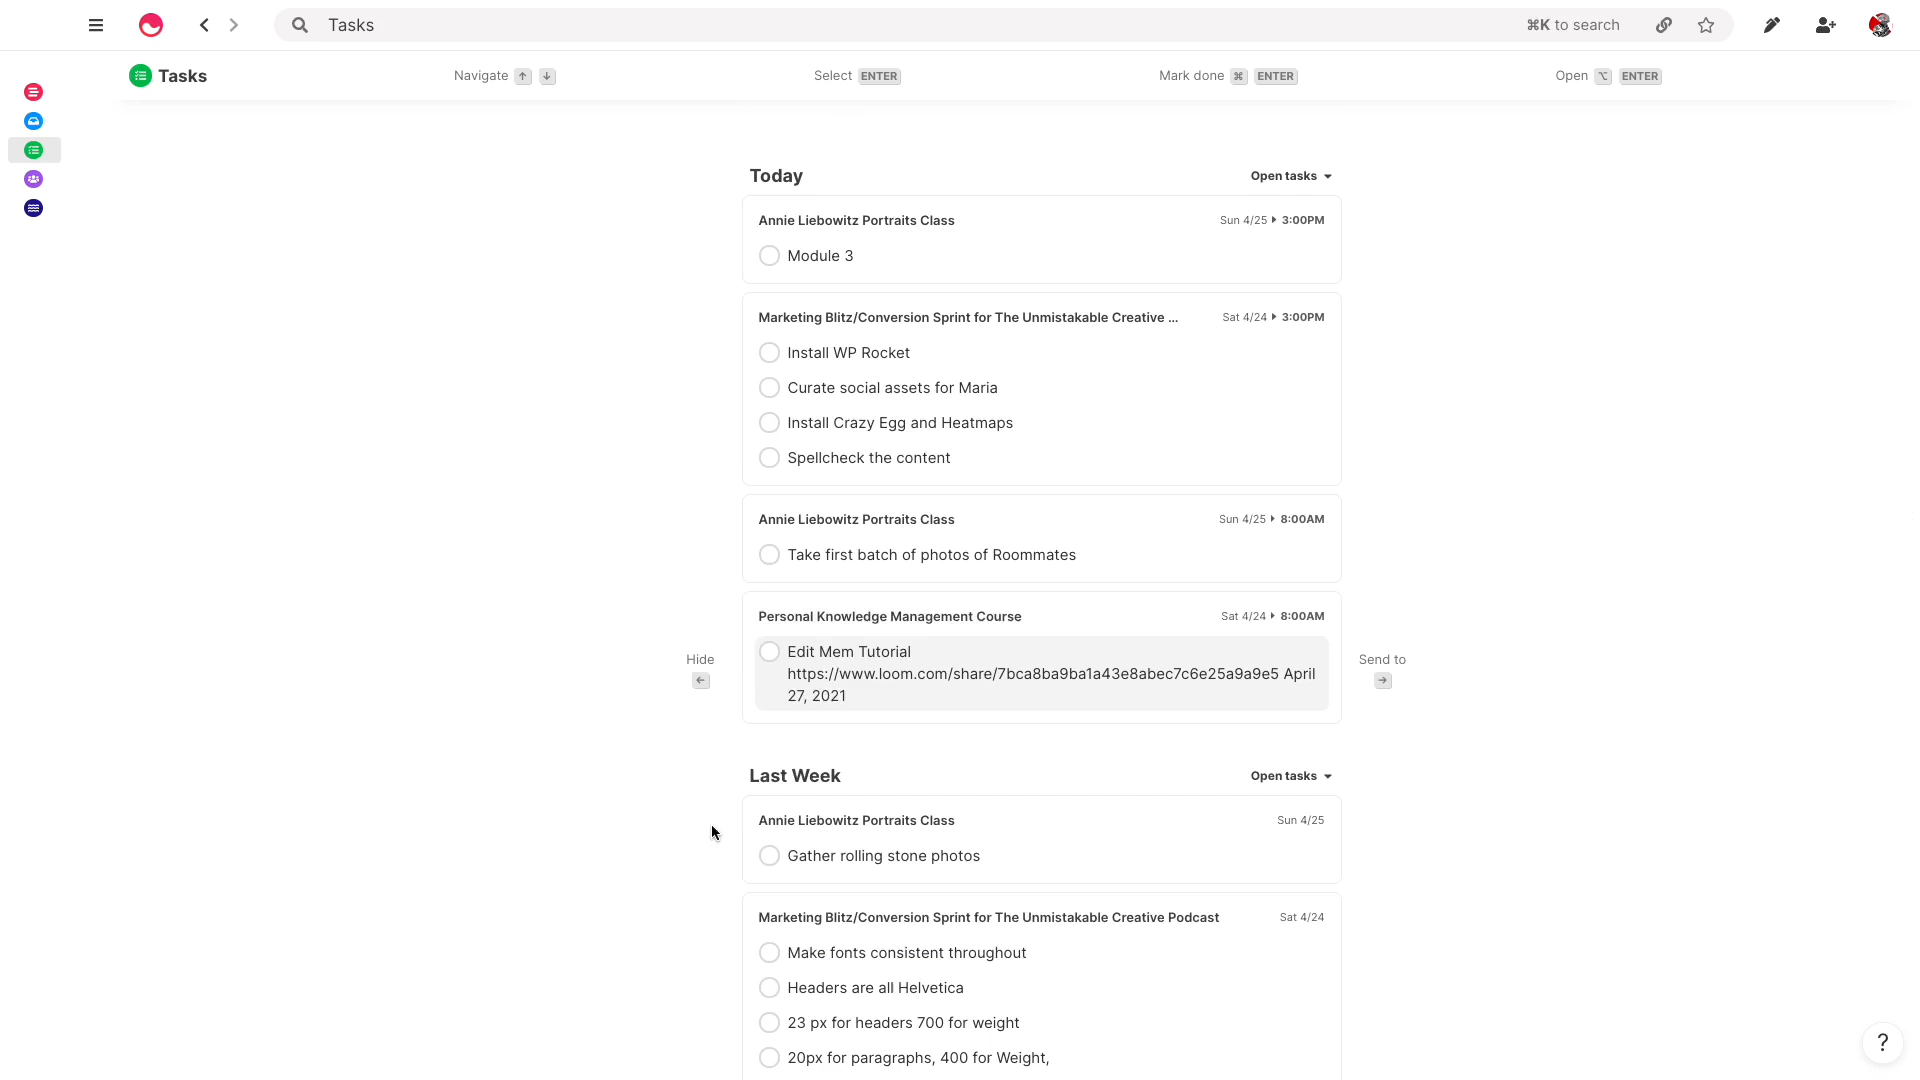 Tasks
⌘K to search
Tasks
Navigate ↑ ↓
Select ENTER
Mark done ⌘ ENTER
Open ⌥ ENTER
Today
Open tasks
Annie Liebowitz Portraits Class
Sun 4/25 ▸ 3:00PM
Module 3
Marketing Blitz/Conversion Sprint for The Unmistakable Creative ...
Sat 4/24 ▸ 3:00PM
Install WP Rocket
Curate social assets for Maria
Install Crazy Egg and Heatmaps
Spellcheck the content
Annie Liebowitz Portraits Class
Sun 4/25 ▸ 8:00AM
Take first batch of photos of Roommates
Personal Knowledge Management Course
Sat 4/24 ▸ 8:00AM
Hide
←
Edit Mem Tutorial
https://www.loom.com/share/7bca8ba9ba1a43e8abec7c6e25a9a9e5 April
27, 2021
Send to
→
Last Week
Open tasks
Annie Liebowitz Portraits Class
Sun 4/25
Gather rolling stone photos
Marketing Blitz/Conversion Sprint for The Unmistakable Creative Podcast
Sat 4/24
Make fonts consistent throughout
Headers are all Helvetica
23 px for headers 700 for weight
20px for paragraphs, 400 for Weight,
?